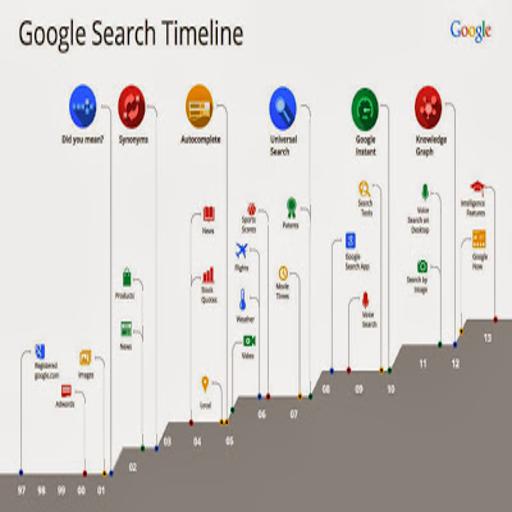 Google Search Timeline
Google
Did you mean?
Synonyms
Autocomplete
Universal
Search
Google
Instant
Knowledge
Graph
News
Sports
Scores
Patents
Search
Tools
Voice
Search on
Desktop
Intelligence
Features
Flights
Google
Search App
Google
Now
Products
Stock
Quotes
Weather
Movie
Times
Search by
Image
News
Video
Voice
Search
Registered
google.com
Images
Adwords
Local
97 98 99 00 01 02 03 04 05 06 07 08 09 10 11 12 13